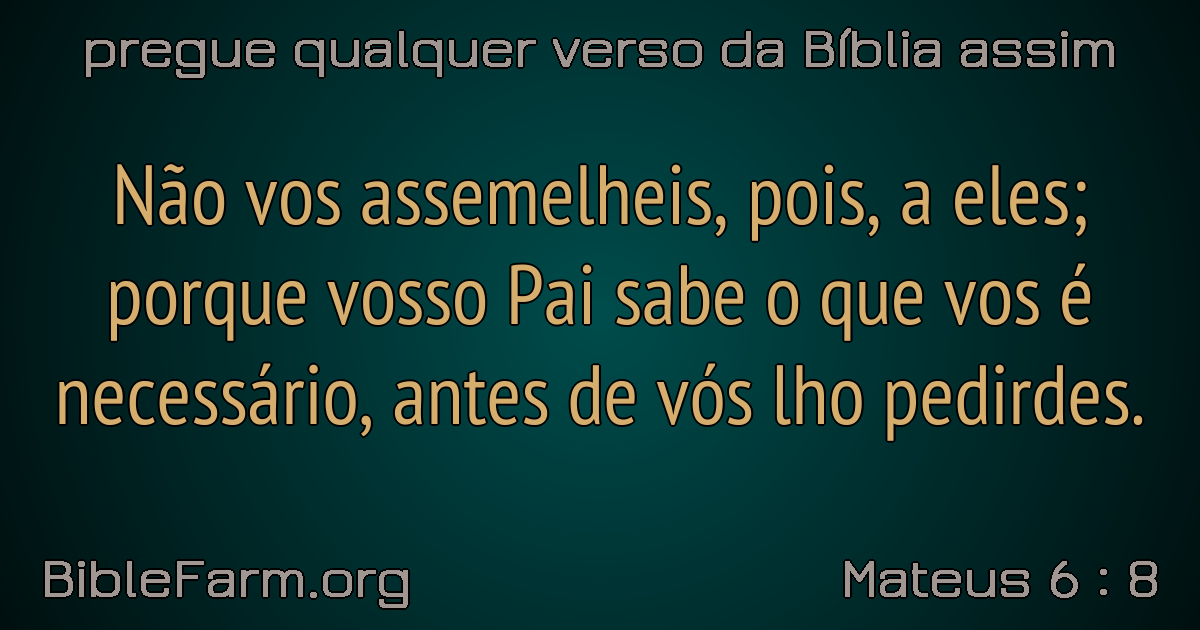 pregue qualquer verso da Bíblia assim
Não vos assemelheis, pois, a eles;
porque vosso Pai sabe o que vos é
necessário, antes de vós lho pedirdes.
BibleFarm.org
Mateus 6 : 8